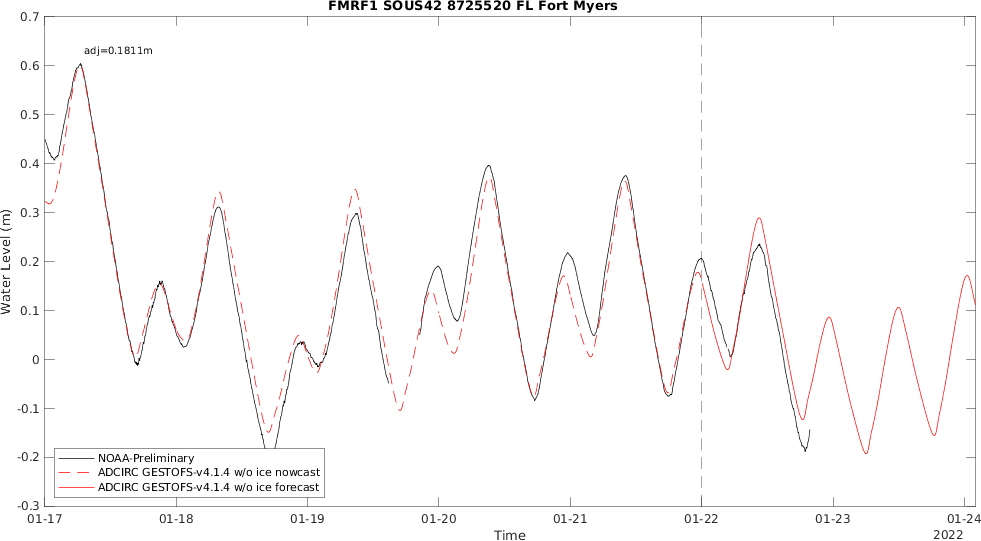 FMRF1 SOUS42 8725520 FL Fort Myers
0.7
adj=0.1811m
0.6
0.5
0.4
0.3
0.2
0.1
0
-0.1
-0.2
-0.3
Water Level (m)
NOAA-Preliminary
ADCIRC GESTOFS-v4.1.4 w/o ice nowcast
ADCIRC GESTOFS-v4.1.4 w/o ice forecast
01-17 01-18 01-19 01-20 01-21 01-22 01-23 01-24
Time
2022